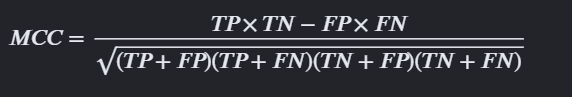 MCC = TP × TN − FP × FN / √(TP + FP)(TP + FN)(TN + FP)(TN + FN)